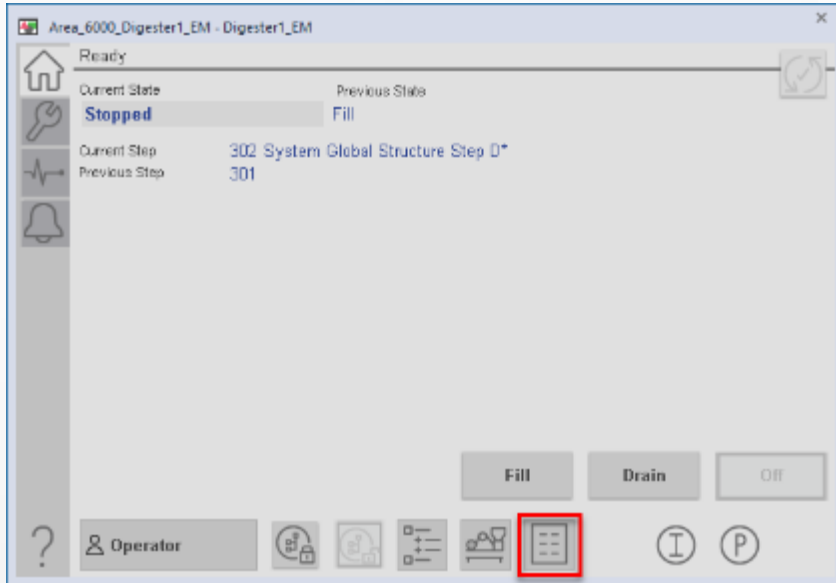 Area_6000_Digester1_EM - Digester1_EM
Ready
Current State Previous State
Stopped Fill
Current Step 302 System Global Structure Step D*
Previous Step 301
Fill Drain Off
? Operator I P